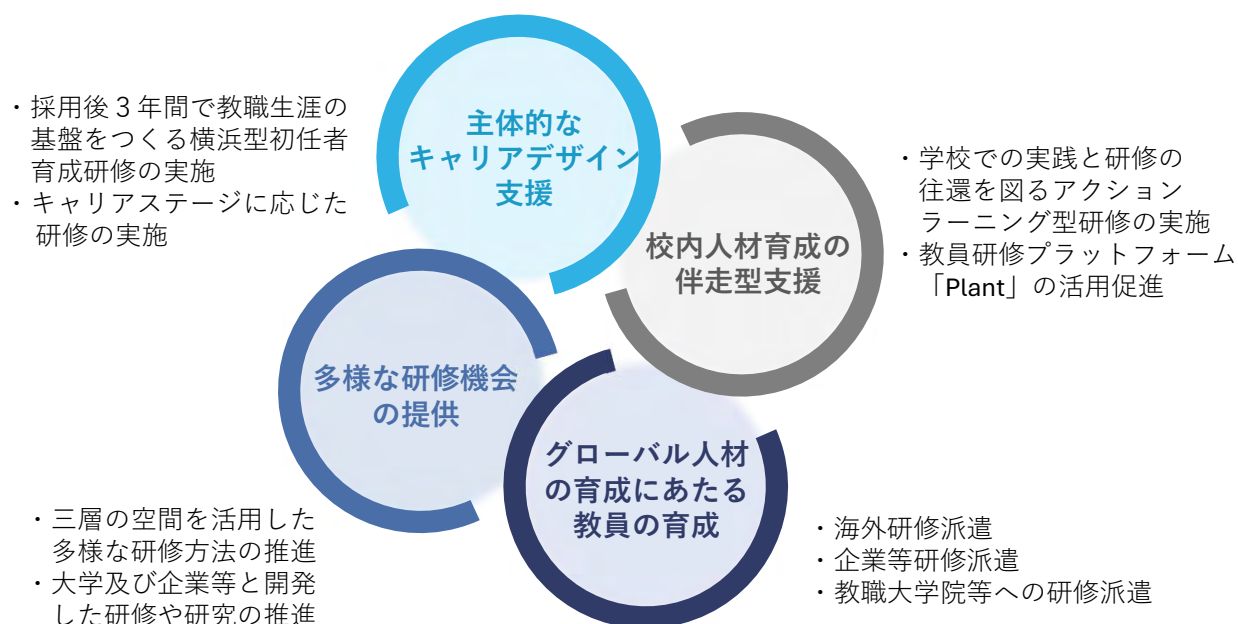 主体的な
キャリアデザイン
支援
・採用後３年間で教職生涯の
基盤をつくる横浜型初任者
育成研修の実施
・キャリアステージに応じた
研修の実施
校内人材育成の
伴走型支援
・学校での実践と研修の
往還を図るアクション
ラーニング型研修の実施
・教員研修プラットフォーム
「Plant」の活用促進
多様な研修機会
の提供
・三層の空間を活用した
多様な研修方法の推進
・大学及び企業等と開発
した研修や研究の推進
グローバル人材
の育成にあたる
教員の育成
・海外研修派遣
・企業等研修派遣
・教職大学院等への研修派遣